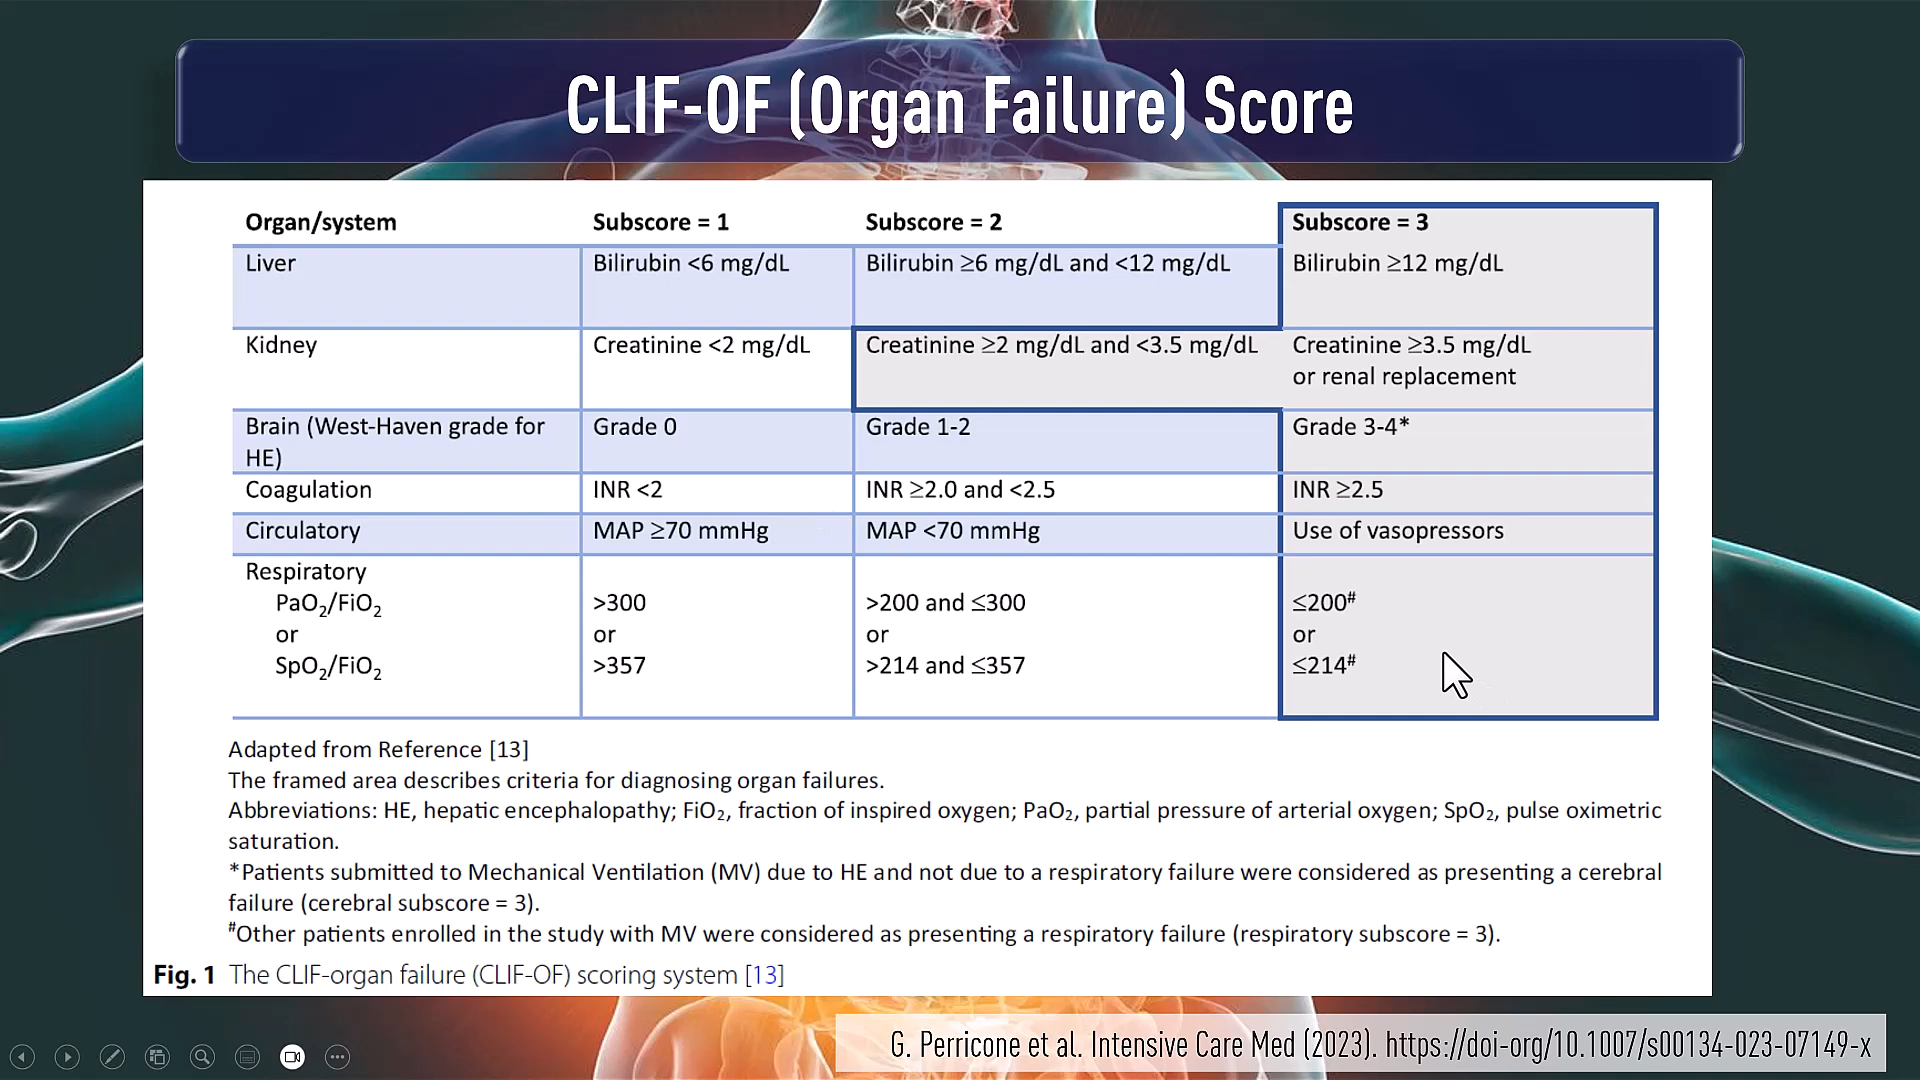 CLIF-OF (Organ Failure) Score
Organ/system Subscore = 1 Subscore = 2 Subscore = 3
Liver Bilirubin <6 mg/dL Bilirubin ≥6 mg/dL and <12 mg/dL Bilirubin ≥12 mg/dL
Kidney Creatinine <2 mg/dL Creatinine ≥2 mg/dL and <3.5 mg/dL Creatinine ≥3.5 mg/dL
or renal replacement
Brain (West-Haven grade for Grade 0 Grade 1-2 Grade 3-4*
HE)
Coagulation INR <2 INR ≥2.0 and <2.5 INR ≥2.5
Circulatory MAP ≥70 mmHg MAP <70 mmHg Use of vasopressors
Respiratory
PaO₂/FiO₂ >300 >200 and ≤300 ≤200#
or or or or
SpO₂/FiO₂ >357 >214 and ≤357 ≤214#
Adapted from Reference [13]
The framed area describes criteria for diagnosing organ failures.
Abbreviations: HE, hepatic encephalopathy; FiO₂, fraction of inspired oxygen; PaO₂, partial pressure of arterial oxygen; SpO₂, pulse oximetric
saturation.
*Patients submitted to Mechanical Ventilation (MV) due to HE and not due to a respiratory failure were considered as presenting a cerebral
failure (cerebral subscore = 3).
#Other patients enrolled in the study with MV were considered as presenting a respiratory failure (respiratory subscore = 3).
Fig. 1 The CLIF-organ failure (CLIF-OF) scoring system [13]
G. Perricone et al. Intensive Care Med (2023). https://doi-org/10.1007/s00134-023-07149-x